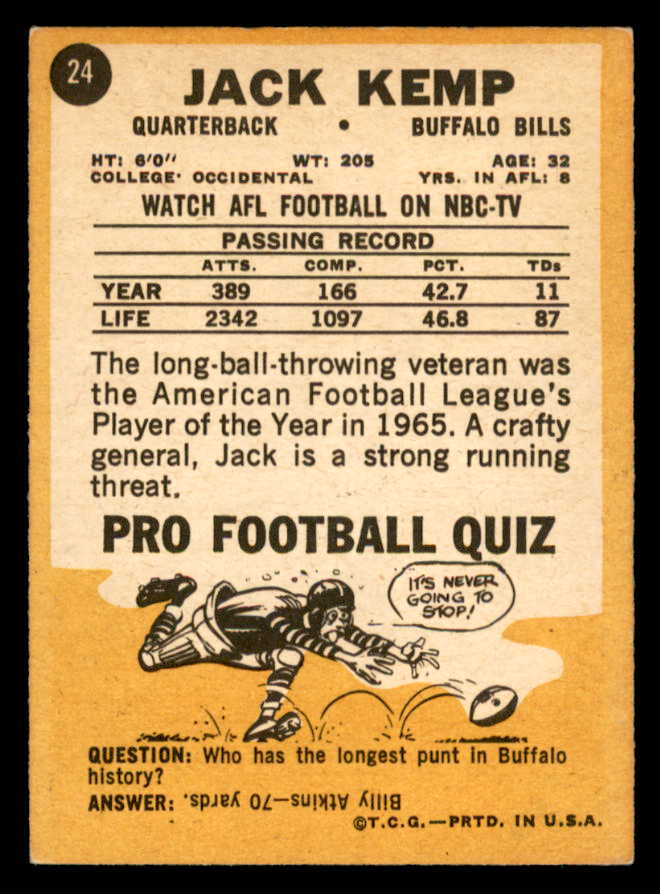 24
JACK KEMP
QUARTERBACK • BUFFALO BILLS
HT: 6'0" WT: 205 AGE: 32
COLLEGE: OCCIDENTAL YRS. IN AFL: 8
WATCH AFL FOOTBALL ON NBC-TV
PASSING RECORD
ATTS. COMP. PCT. TDs
YEAR 389 166 42.7 11
LIFE 2342 1097 46.8 87
The long-ball-throwing veteran was
the American Football League's
Player of the Year in 1965. A crafty
general, Jack is a strong running
threat.
PRO FOOTBALL QUIZ
IT'S NEVER
GOING TO
STOP!
QUESTION: Who has the longest punt in Buffalo
history?
ANSWER: Billy Atkins—70 yards.
©T.C.G.—PRTD. IN U.S.A.